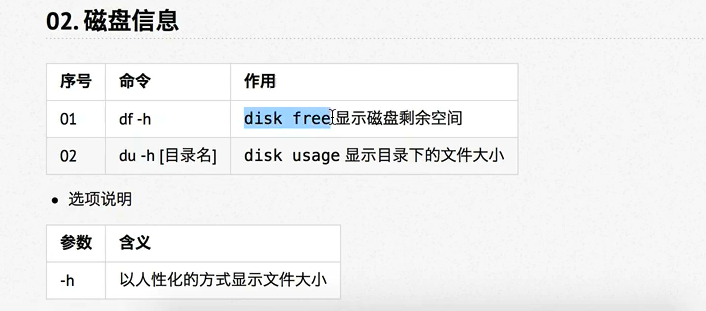 02. 磁盘信息
序号 命令 作用
01 df -h disk free 显示磁盘剩余空间
02 du -h [目录名] disk usage 显示目录下的文件大小
• 选项说明
参数 含义
-h 以人性化的方式显示文件大小